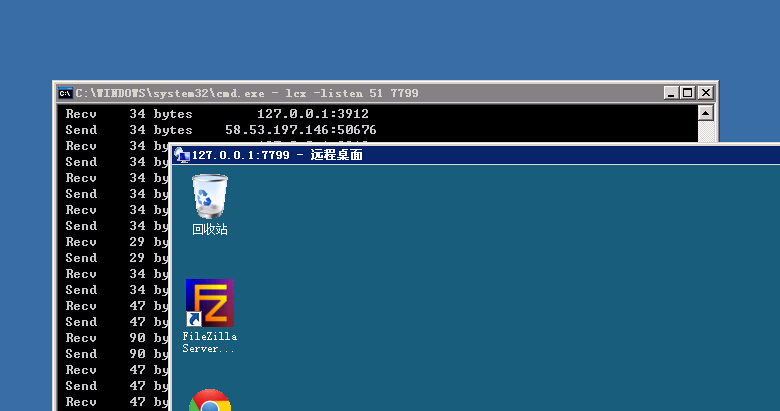 C:\WINDOWS\system32\cmd.exe - lcx -listen 51 7799
Recv 34 bytes 127.0.0.1:3912
Send 34 bytes 58.53.197.146:50676
Recv 34 by
127.0.0.1:7799 - 远程桌面
Send 34 by
Recv 34 by
Send 34 by
Recv 34 by
Send 34 by
Recv 29 by
Send 29 by
Recv 34 by
Send 34 by
Recv 47 by
Send 47 by
Recv 90 by
Send 90 by
Recv 47 by
Send 47 by
Recv 47 by
回收站
FileZilla
Server...